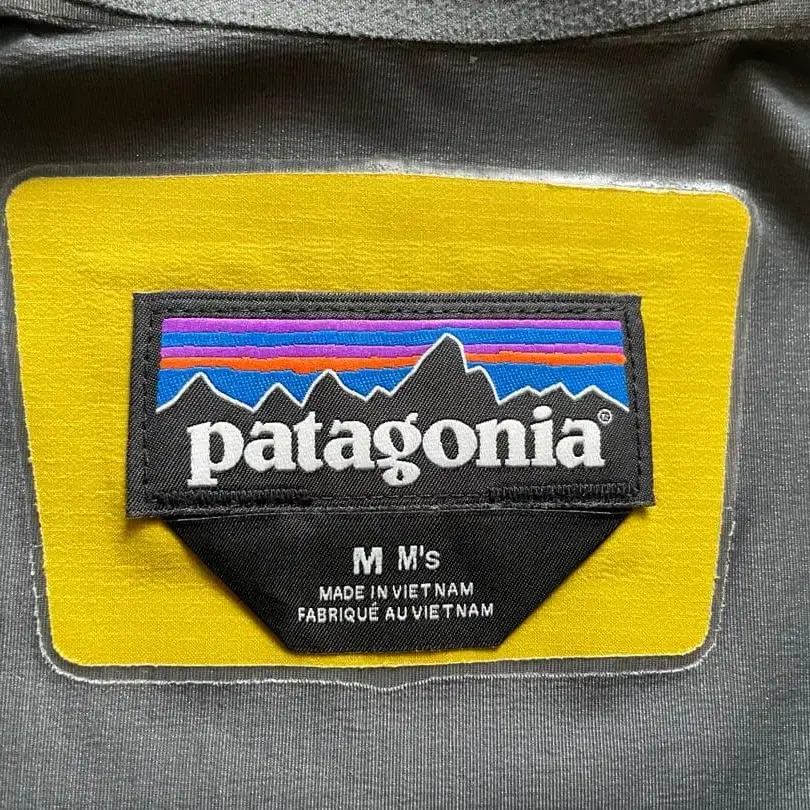 patagonia®
M M's
MADE IN VIETNAM
FABRIQUÉ AU VIETNAM